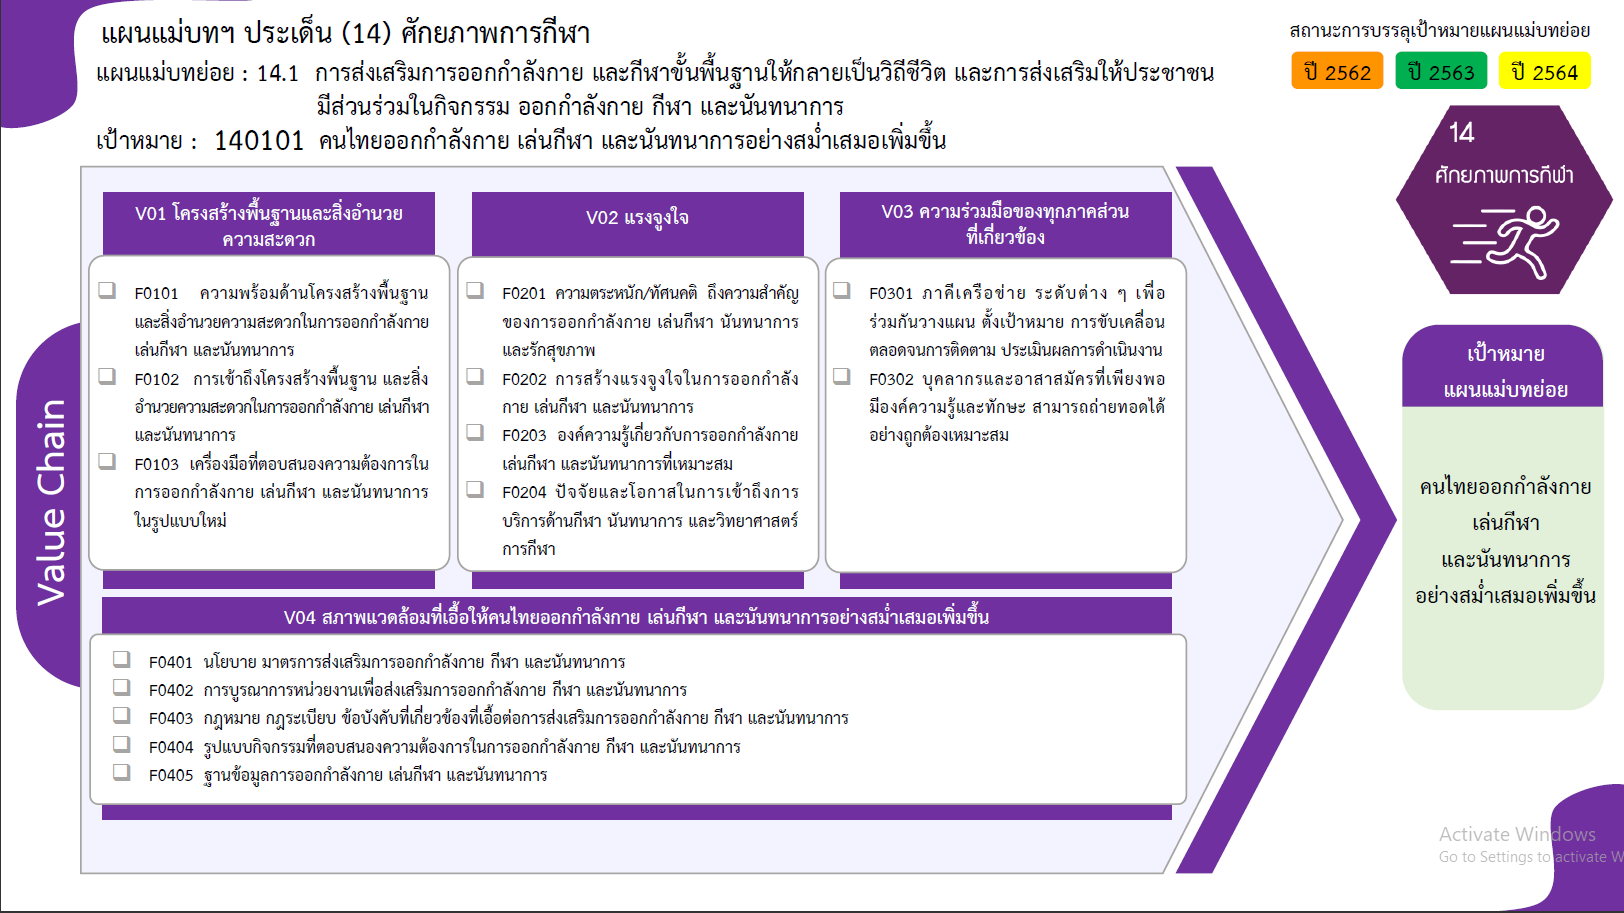 แผนแม่บทฯ ประเด็น (14) ศักยภาพการกีฬา
แผนแม่บทย่อย : 14.1 การส่งเสริมการออกกำลังกาย และกีฬาขั้นพื้นฐานให้กลายเป็นวิถีชีวิต และการส่งเสริมให้ประชาชน
มีส่วนร่วมในกิจกรรม ออกกำลังกาย กีฬา และนันทนาการ
เป้าหมาย : 140101 คนไทยออกกำลังกาย เล่นกีฬา และนันทนาการอย่างสม่ำเสมอเพิ่มขึ้น
สถานะการบรรลุเป้าหมายแผนแม่บทย่อย
ปี 2562 ปี 2563 ปี 2564
14
ศักยภาพการกีฬา
Value Chain
V01 โครงสร้างพื้นฐานและสิ่งอำนวย
ความสะดวก
F0101 ความพร้อมด้านโครงสร้างพื้นฐาน
และสิ่งอำนวยความสะดวกในการออกกำลังกาย
เล่นกีฬา และนันทนาการ
F0102 การเข้าถึงโครงสร้างพื้นฐาน และสิ่ง
อำนวยความสะดวกในการออกกำลังกาย เล่นกีฬา
และนันทนาการ
F0103 เครื่องมือที่ตอบสนองความต้องการใน
การออกกำลังกาย เล่นกีฬา และนันทนาการ
ในรูปแบบใหม่
V02 แรงจูงใจ
F0201 ความตระหนัก/ทัศนคติ ถึงความสำคัญ
ของการออกกำลังกาย เล่นกีฬา นันทนาการ
และรักสุขภาพ
F0202 การสร้างแรงจูงใจในการออกกำลัง
กาย เล่นกีฬา และนันทนาการ
F0203 องค์ความรู้เกี่ยวกับการออกกำลังกาย
เล่นกีฬา และนันทนาการที่เหมาะสม
F0204 ปัจจัยและโอกาสในการเข้าถึงการ
บริการด้านกีฬา นันทนาการ และวิทยาศาสตร์
การกีฬา
V03 ความร่วมมือของทุกภาคส่วน
ที่เกี่ยวข้อง
F0301 ภาคีเครือข่าย ระดับต่าง ๆ เพื่อ
ร่วมกันวางแผน ตั้งเป้าหมาย การขับเคลื่อน
ตลอดจนการติดตาม ประเมินผลการดำเนินงาน
F0302 บุคลากรและอาสาสมัครที่เพียงพอ
มีองค์ความรู้และทักษะ สามารถถ่ายทอดได้
อย่างถูกต้องเหมาะสม
V04 สภาพแวดล้อมที่เอื้อให้คนไทยออกกำลังกาย เล่นกีฬา และนันทนาการอย่างสม่ำเสมอเพิ่มขึ้น
F0401 นโยบาย มาตรการส่งเสริมการออกกำลังกาย กีฬา และนันทนาการ
F0402 การบูรณาการหน่วยงานเพื่อส่งเสริมการออกกำลังกาย กีฬา และนันทนาการ
F0403 กฎหมาย กฎระเบียบ ข้อบังคับที่เกี่ยวข้องที่เอื้อต่อการส่งเสริมการออกกำลังกาย กีฬา และนันทนาการ
F0404 รูปแบบกิจกรรมที่ตอบสนองความต้องการในการออกกำลังกาย กีฬา และนันทนาการ
F0405 ฐานข้อมูลการออกกำลังกาย เล่นกีฬา และนันทนาการ
เป้าหมาย
แผนแม่บทย่อย
คนไทยออกกำลังกาย
เล่นกีฬา
และนันทนาการ
อย่างสม่ำเสมอเพิ่มขึ้น
Activate Windows
Go to Settings to activate W